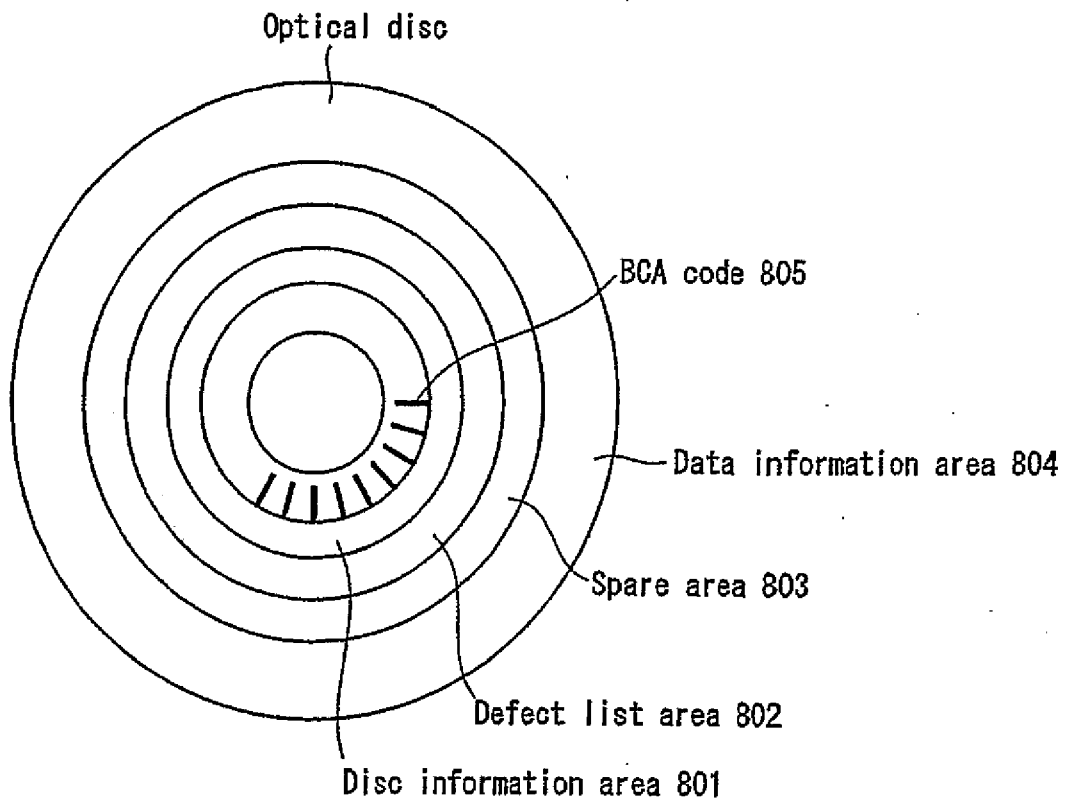 Optical disc
BCA code 805
Data information area 804
Spare area 803
Defect list area 802
Disc information area 801